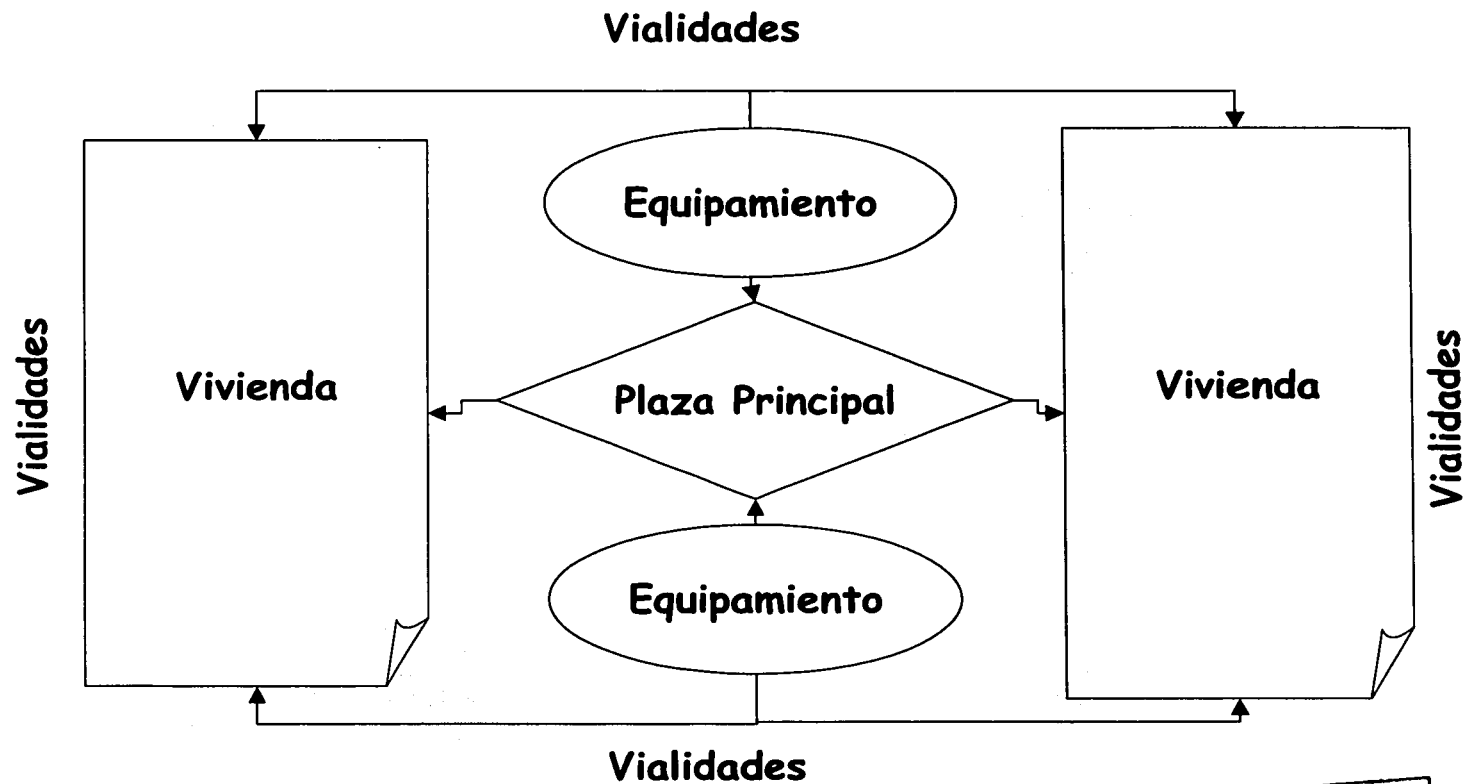 Vialidades
Equipamiento
Vialidades
Vivienda
Plaza Principal
Vivienda
Vialidades
Equipamiento
Vialidades